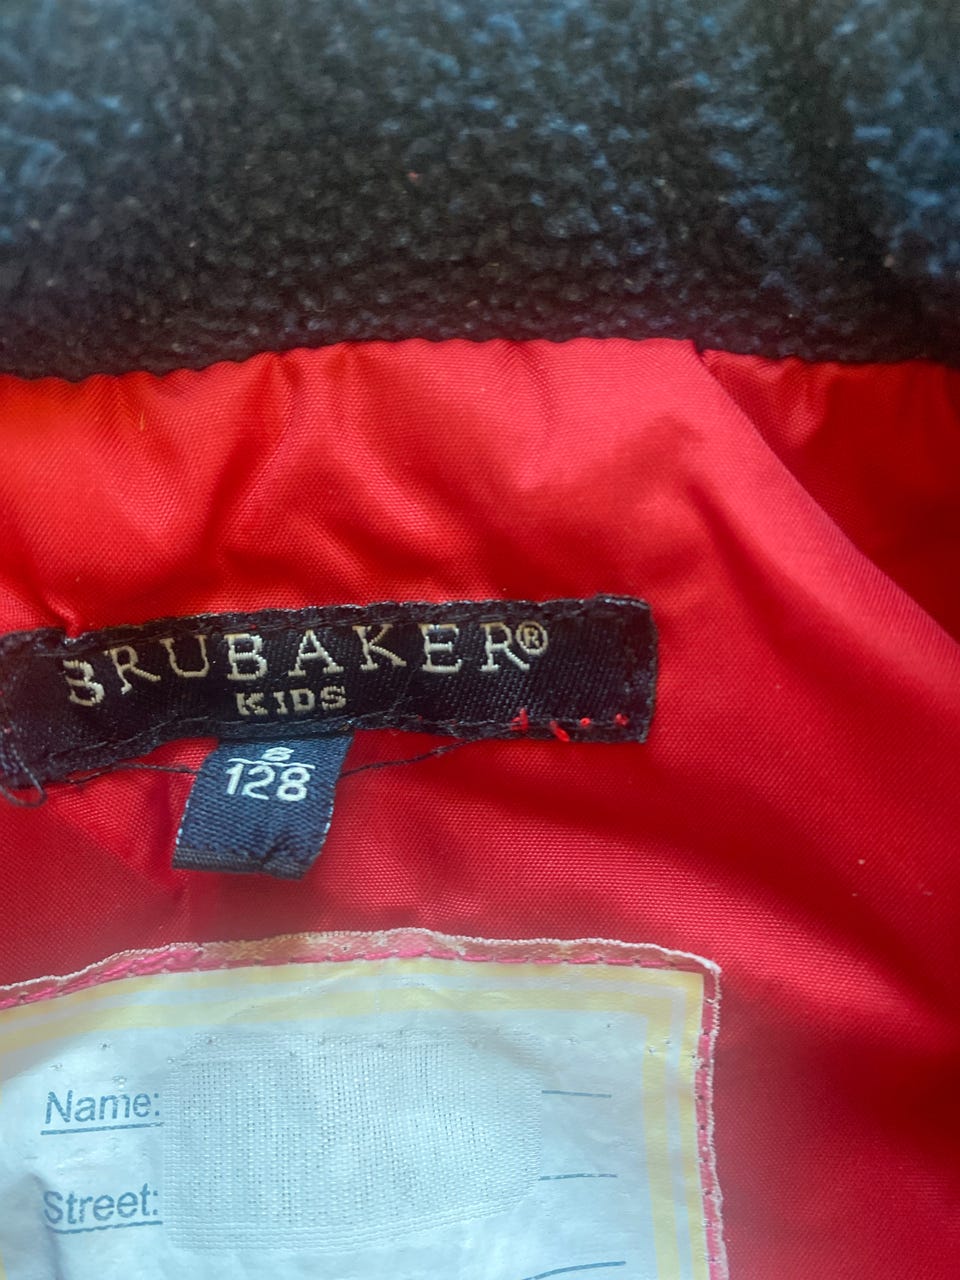 BRUBAKER®
KIDS
8
128
Name:
Street: